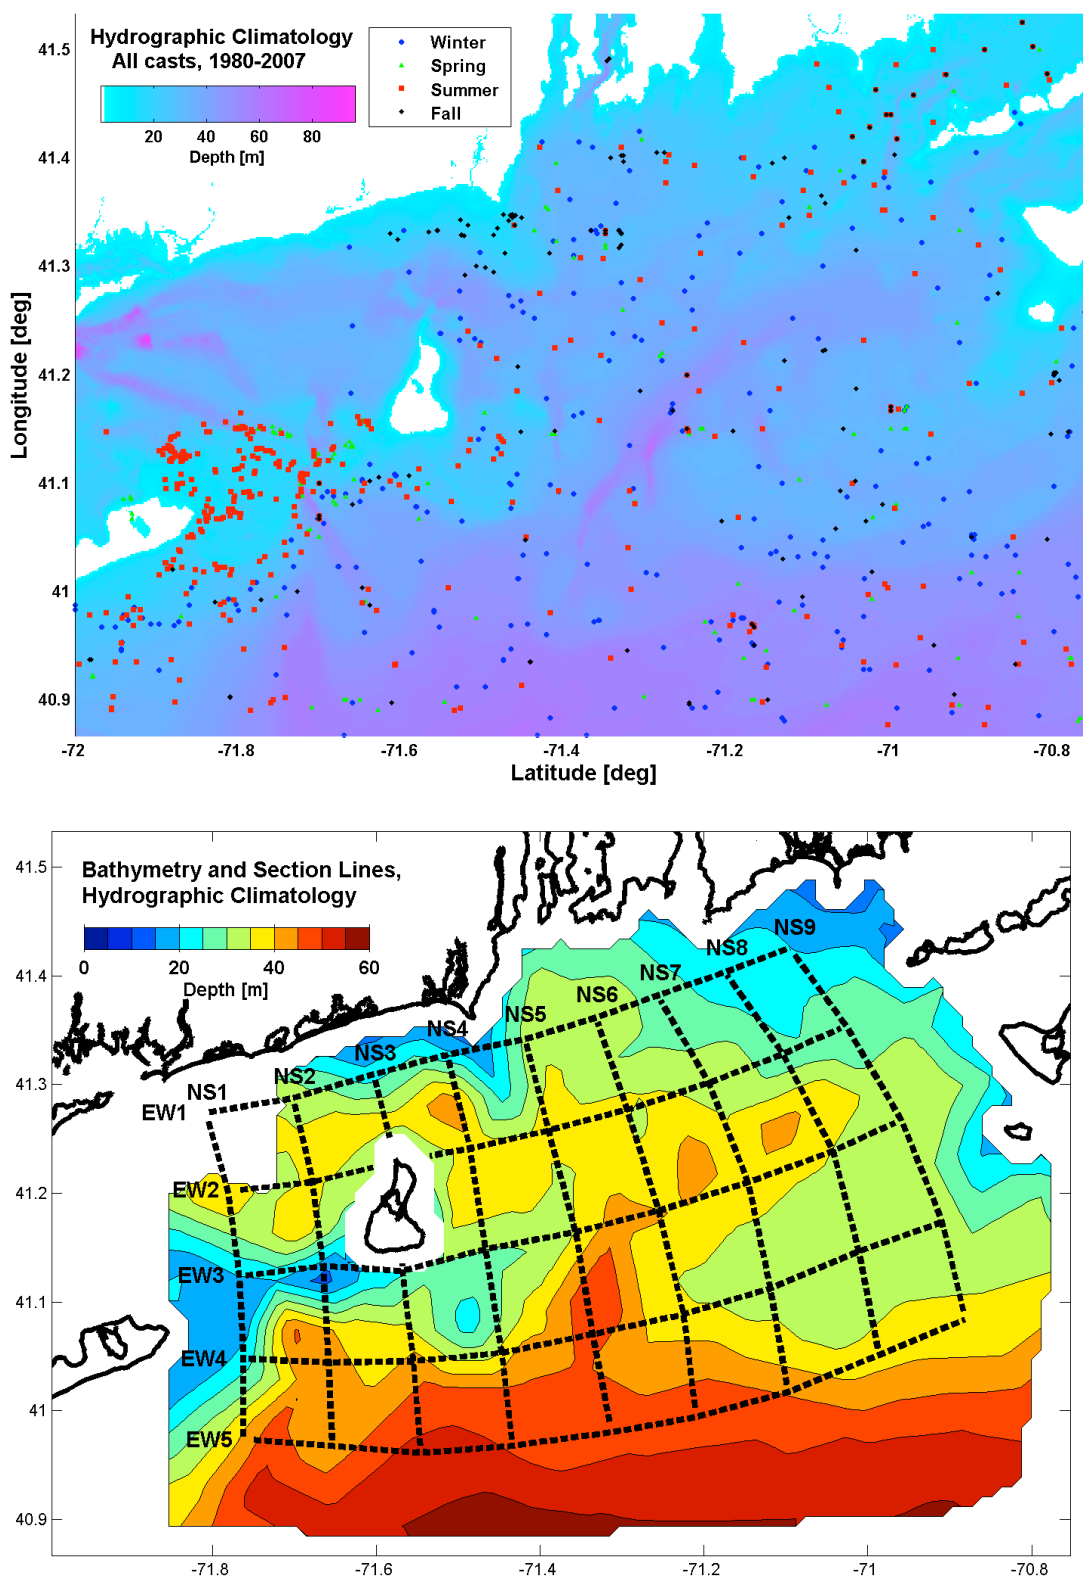 Hydrographic Climatology
All casts, 1980-2007
20 40 60 80
Depth [m]
Winter
Spring
Summer
Fall
41.5
41.4
41.3
41.2
41.1
41
40.9
Longitude [deg]
-72 -71.8 -71.6 -71.4 -71.2 -71 -70.8
Latitude [deg]
Bathymetry and Section Lines,
Hydrographic Climatology
0 20 40 60
Depth [m]
41.5
41.4
41.3
41.2
41.1
41
40.9
NS9
NS8
NS7
NS6
NS5
NS4
NS3
NS2
NS1
EW1
EW2
EW3
EW4
EW5
-71.8 -71.6 -71.4 -71.2 -71 -70.8